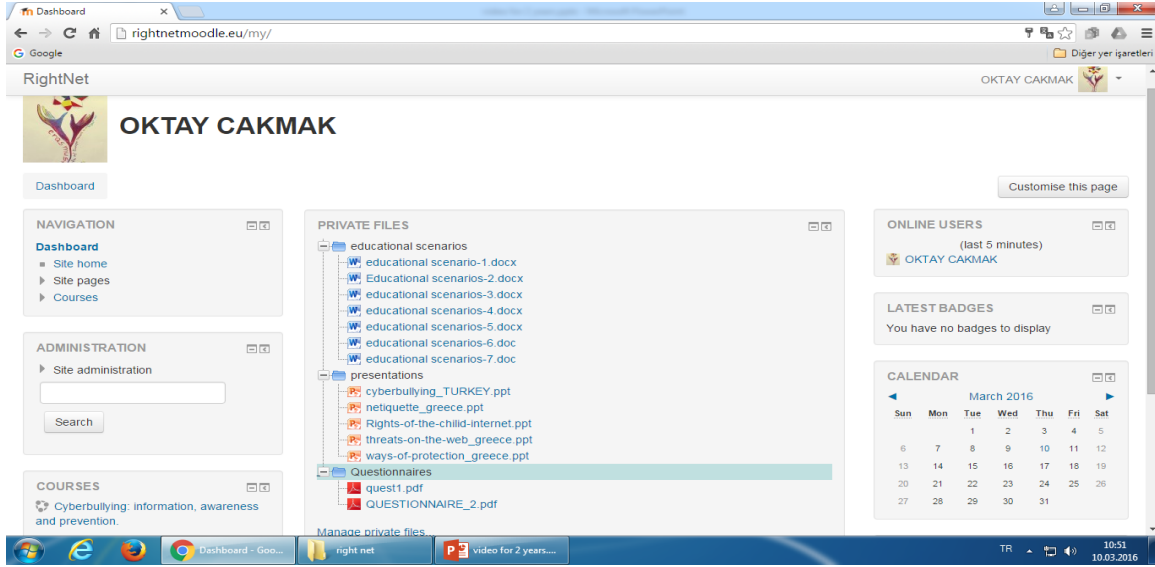 Dashboard
rightnetmoodle.eu/my/
Google
Diğer yer işaretleri
RightNet
OKTAY CAKMAK
OKTAY CAKMAK
Dashboard
Customise this page
NAVIGATION
Dashboard
Site home
Site pages
Courses
ADMINISTRATION
Site administration
Search
COURSES
Cyberbullying: information, awareness
and prevention.
PRIVATE FILES
educational scenarios
educational scenario-1.docx
Educational scenarios-2.docx
educational scenarios-3.docx
educational scenarios-4.docx
educational scenarios-5.docx
educational scenarios-6.doc
educational scenarios-7.doc
presentations
cyberbullying_TURKEY.ppt
netiquette_greece.ppt
Rights-of-the-chilid-internet.ppt
threats-on-the-web_greece.ppt
ways-of-protection_greece.ppt
Questionnaires
quest1.pdf
QUESTIONNAIRE_2.pdf
Manage private files...
ONLINE USERS
(last 5 minutes)
OKTAY CAKMAK
LATEST BADGES
You have no badges to display
CALENDAR
March 2016
Sun Mon Tue Wed Thu Fri Sat
1 2 3 4 5
6 7 8 9 10 11 12
13 14 15 16 17 18 19
20 21 22 23 24 25 26
27 28 29 30 31
Dashboard - Goo...
right net
video for 2 years....
TR
10:51
10.03.2016